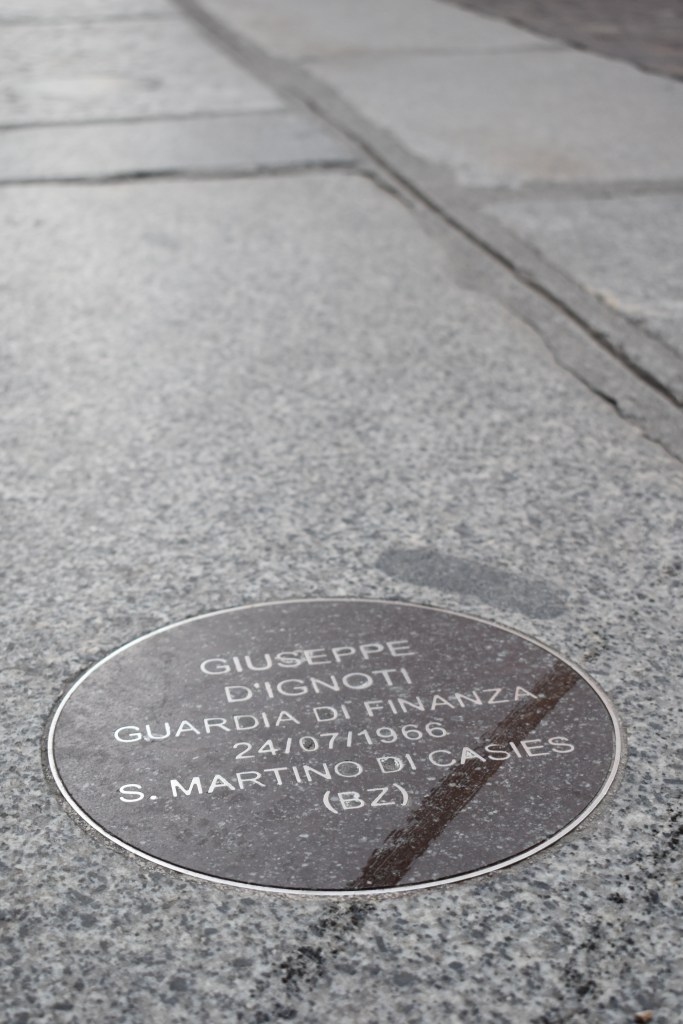 GIUSEPPE
D'IGNOTI
GUARDIA DI FINANZA
24/07/1966
S. MARTINO DI CASIES
(BZ)